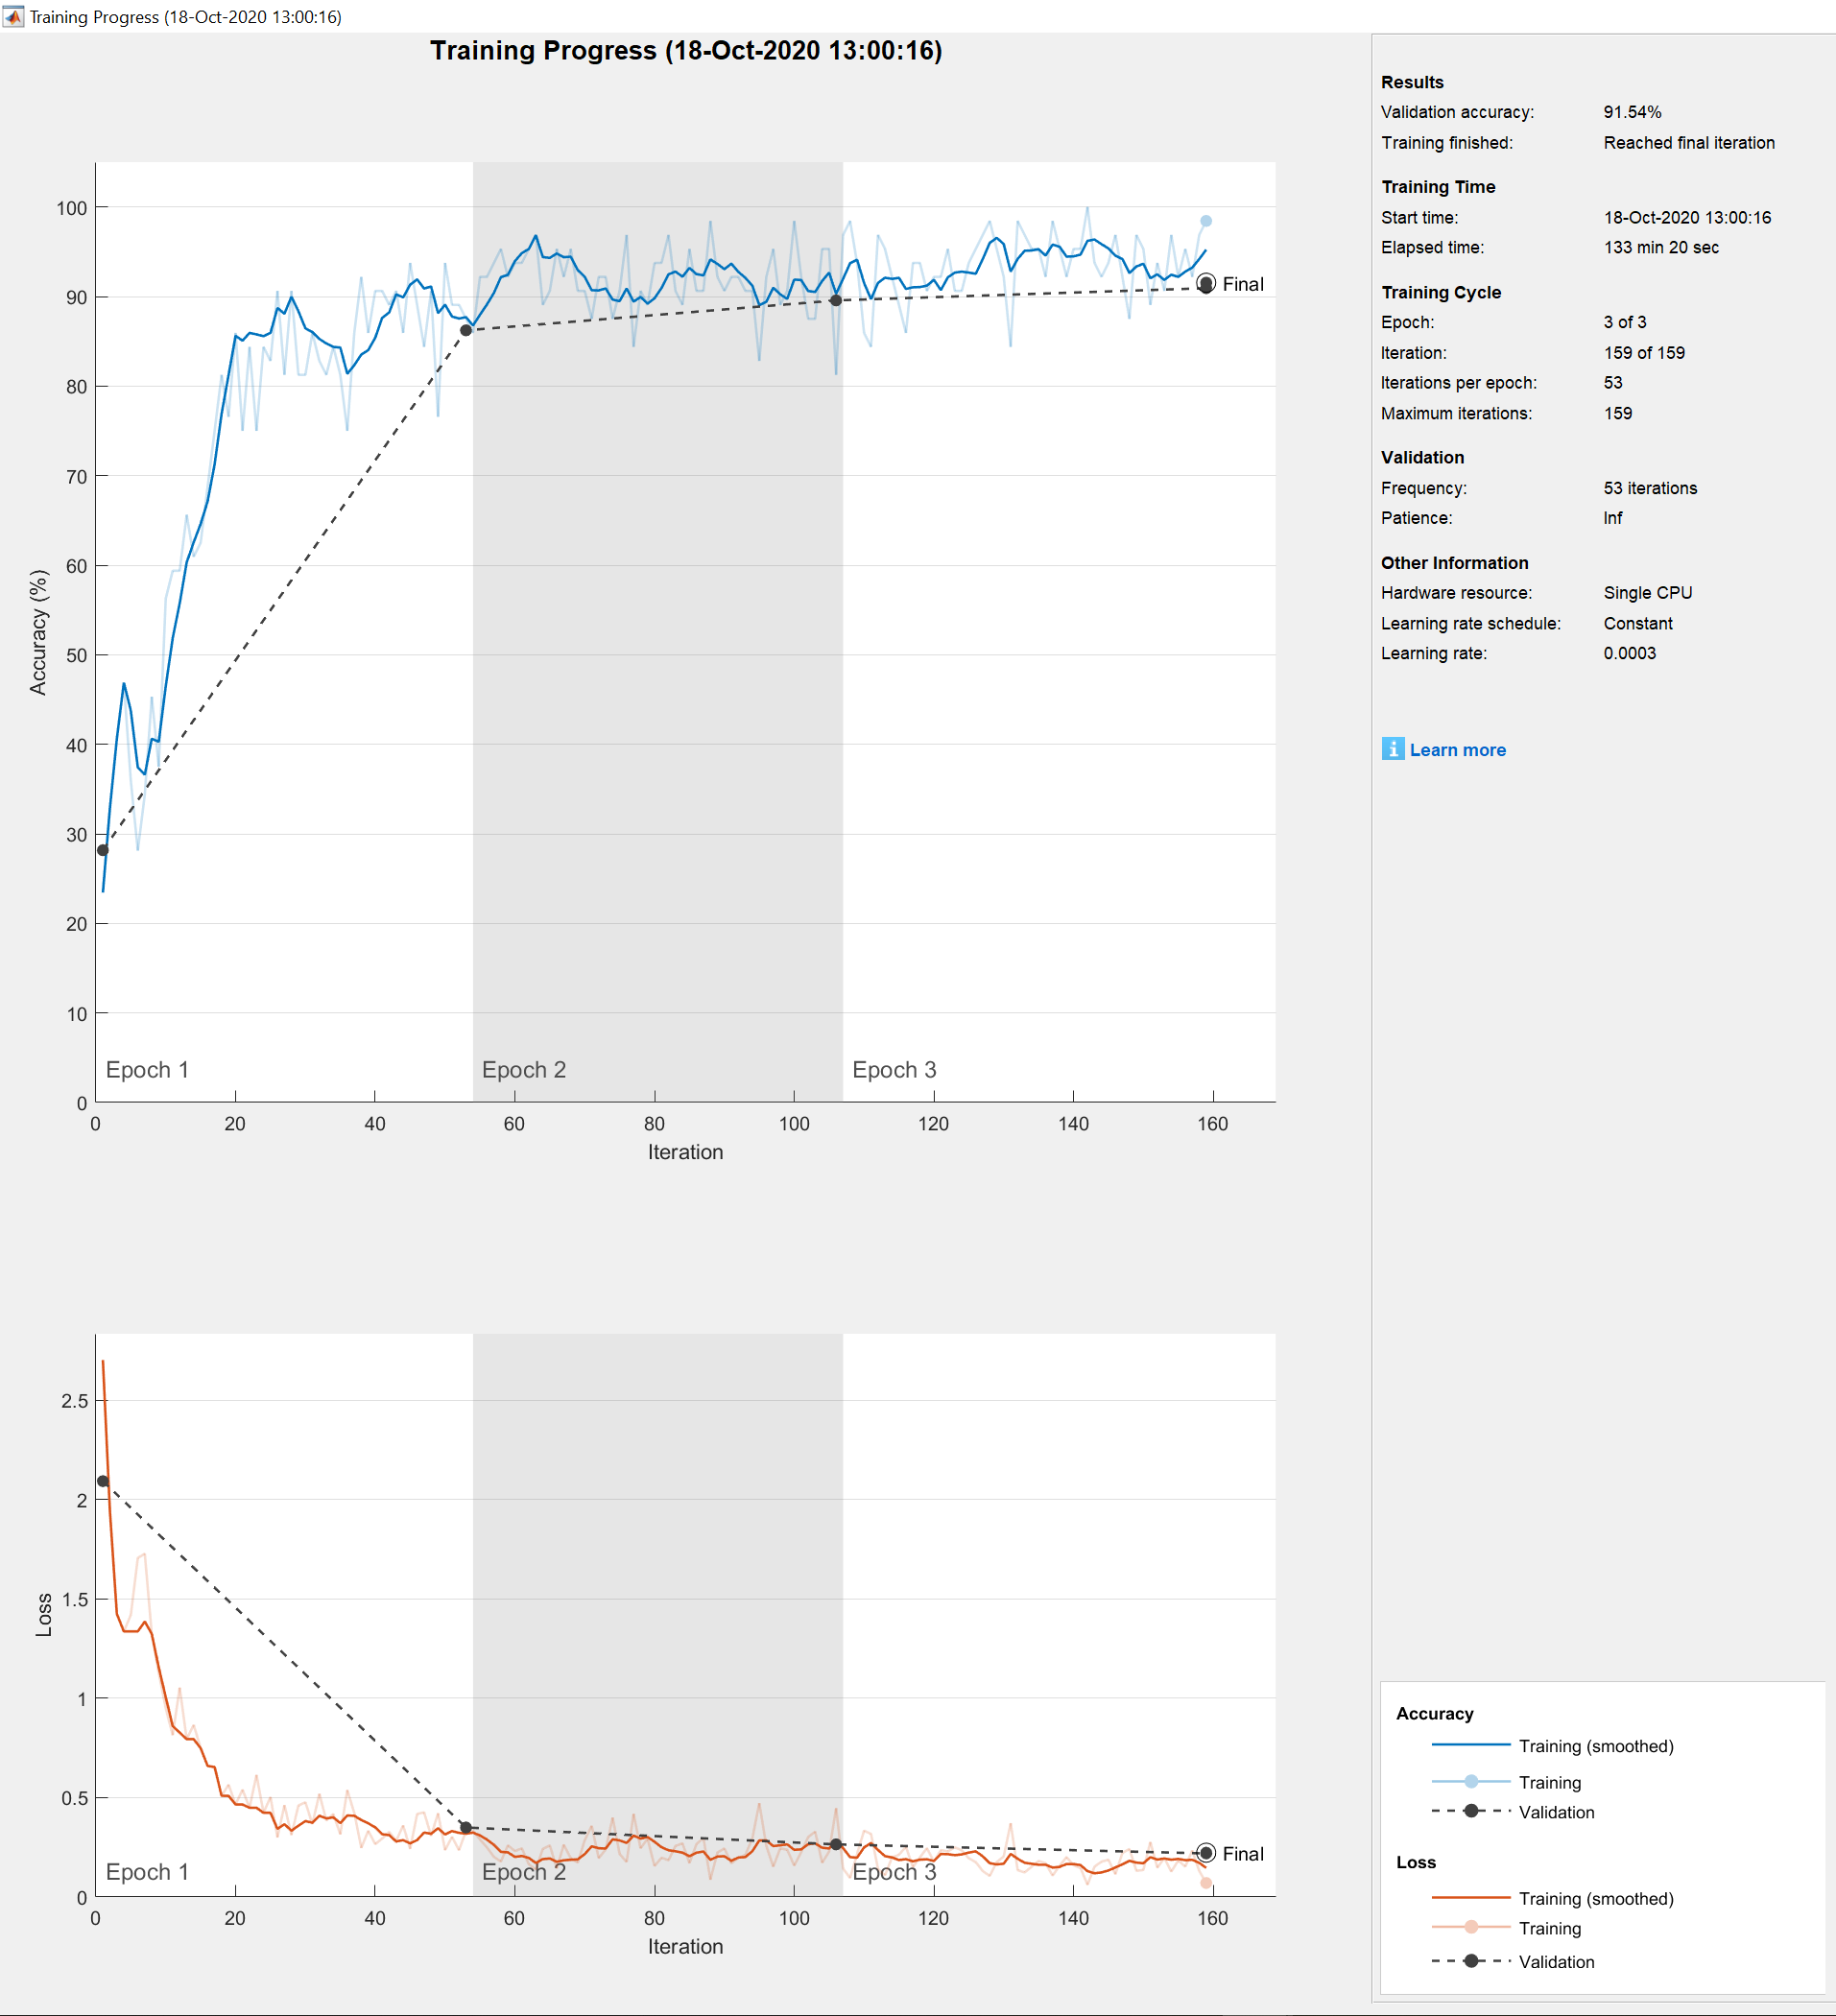 Training Progress (18-Oct-2020 13:00:16)
Training Progress (18-Oct-2020 13:00:16)
100
90
80
70
60
50
40
30
20
10
0
Accuracy (%)
Final
Epoch 1
Epoch 2
Epoch 3
0 20 40 60 80 100 120 140 160
Iteration
2.5
2
1.5
1
0.5
0
Loss
Final
Epoch 1
Epoch 2
Epoch 3
0 20 40 60 80 100 120 140 160
Iteration
Results
Validation accuracy: 91.54%
Training finished: Reached final iteration
Training Time
Start time: 18-Oct-2020 13:00:16
Elapsed time: 133 min 20 sec
Training Cycle
Epoch: 3 of 3
Iteration: 159 of 159
Iterations per epoch: 53
Maximum iterations: 159
Validation
Frequency: 53 iterations
Patience: Inf
Other Information
Hardware resource: Single CPU
Learning rate schedule: Constant
Learning rate: 0.0003
i Learn more
Accuracy
Training (smoothed)
Training
Validation
Loss
Training (smoothed)
Training
Validation